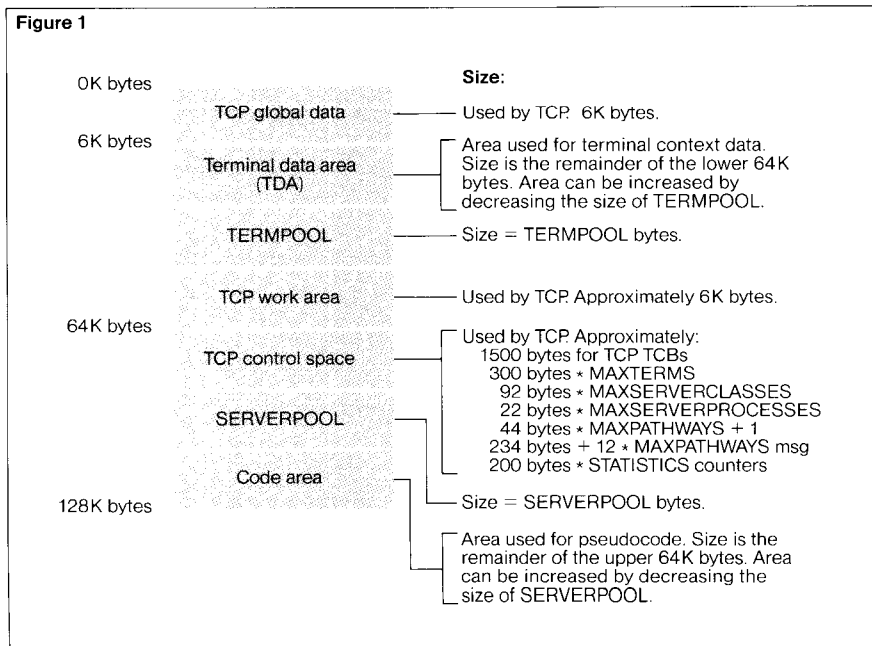 Figure 1
Size:
0K bytes
TCP global data
Used by TCP. 6K bytes.
6K bytes
Terminal data area
(TDA)
Area used for terminal context data.
Size is the remainder of the lower 64K
bytes. Area can be increased by
decreasing the size of TERMPOOL.
TERMPOOL
Size = TERMPOOL bytes.
TCP work area
Used by TCP. Approximately 6K bytes.
64K bytes
TCP control space
Used by TCP. Approximately:
1500 bytes for TCP TCBs
300 bytes * MAXTERMS
92 bytes * MAXSERVERCLASSES
22 bytes * MAXSERVERPROCESSES
44 bytes * MAXPATHWAYS + 1
234 bytes + 12 * MAXPATHWAYS msg
200 bytes * STATISTICS counters
SERVERPOOL
Size = SERVERPOOL bytes.
Code area
128K bytes
Area used for pseudocode. Size is the
remainder of the upper 64K bytes. Area
can be increased by decreasing the
size of SERVERPOOL.